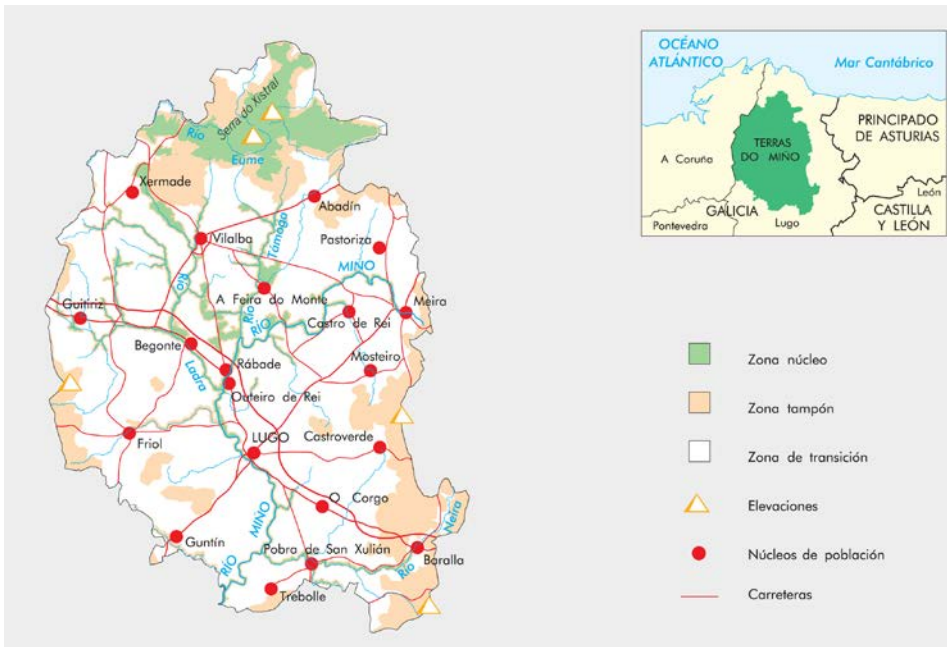 Serra do Xistral
Río
Eume
Xermade
Abadín
Támoga
Vilalba
Pastoriza
MIÑO
Río
A Feira do Monte
Río
RÍO
Guitiriz
Castro de Rei
Meira
Begonte
Mosteiro
Rábade
Ladra
Outeiro de Rei
LUGO
Castroverde
Friol
O Corgo
MIÑO
Neira
Guntín
Pobra de San Xulián
RÍO
Río
Baralla
Trebolle
OCÉANO
ATLÁNTICO
Mar Cantábrico
PRINCIPADO
DE ASTURIAS
TERRAS
DO MIÑO
A Coruña
León
GALICIA
CASTILLA
Y LEÓN
Pontevedra
Lugo
Zona núcleo
Zona tampón
Zona de transición
Elevaciones
Núcleos de población
Carreteras